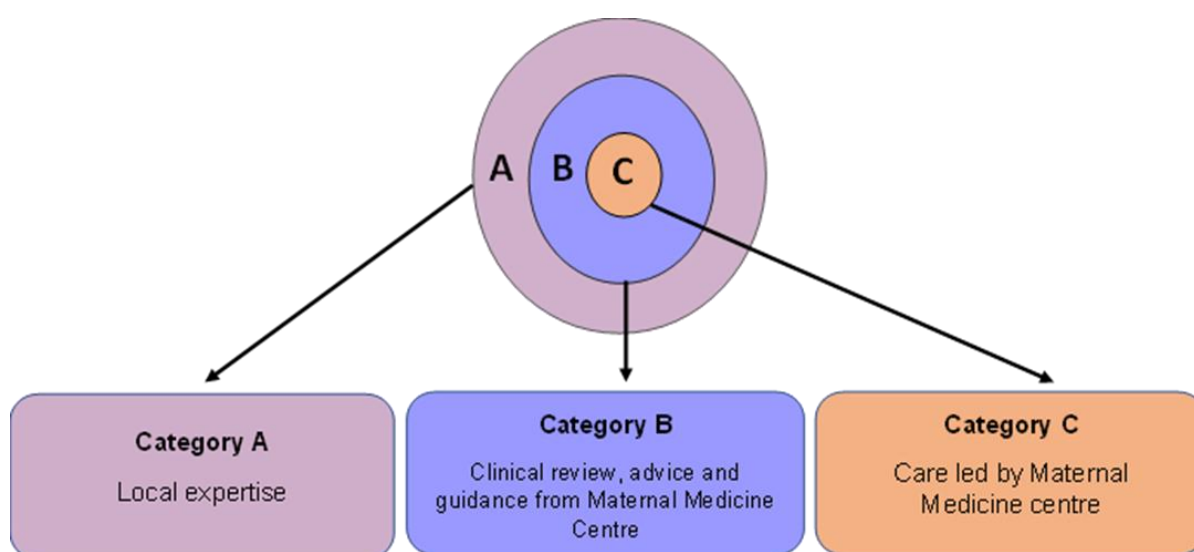 A
B
C
Category A
Local expertise
Category B
Clinical review, advice and
guidance from Maternal Medicine
Centre
Category C
Care led by Maternal
Medicine centre